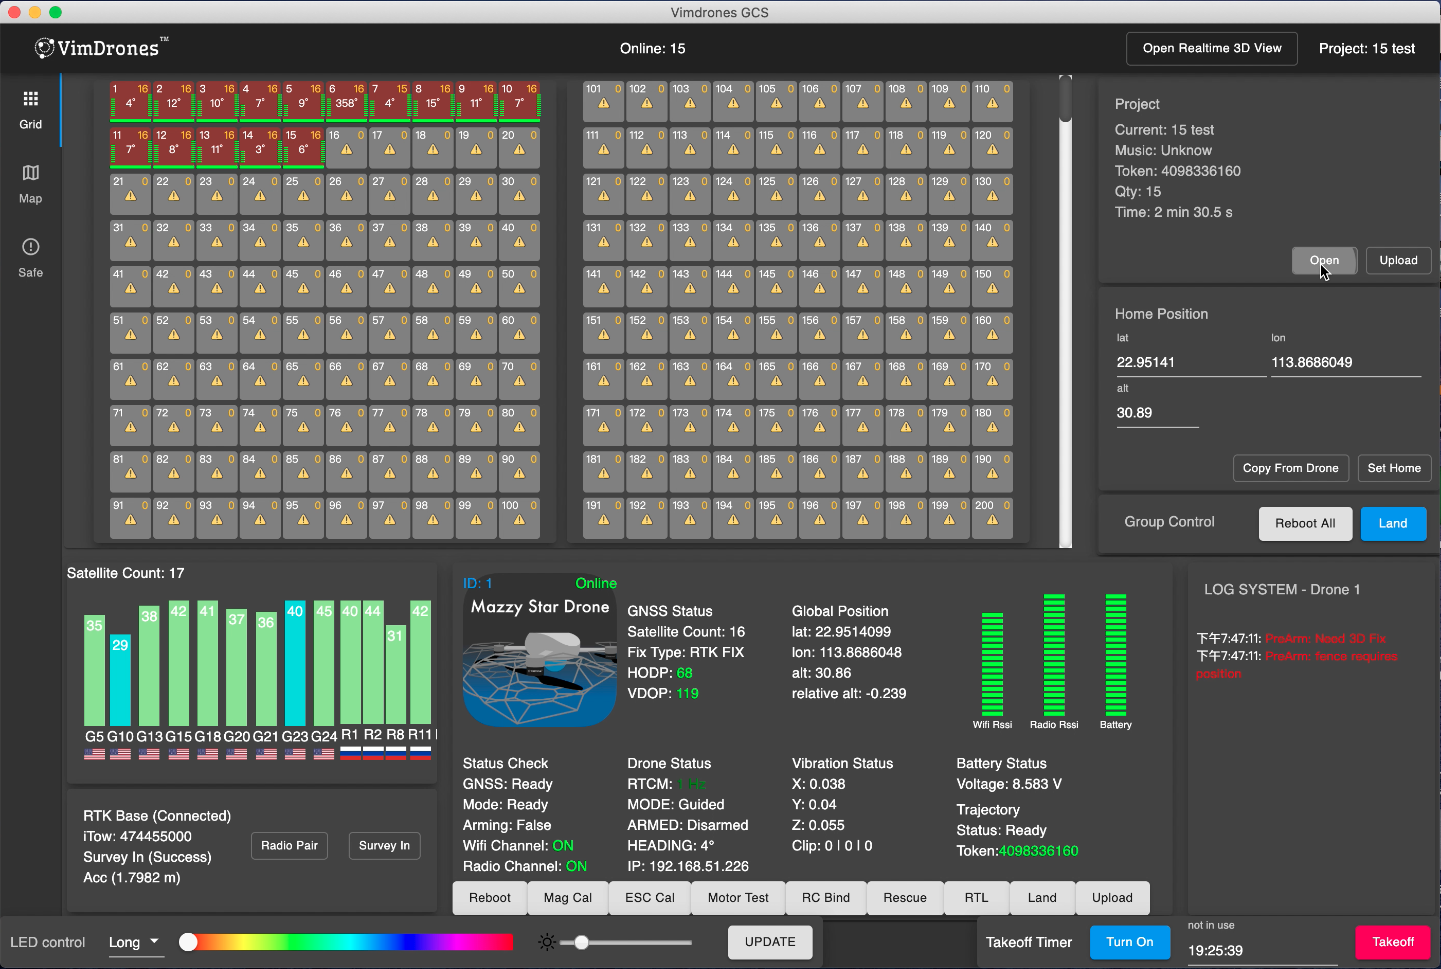 Vimdrones GCS
VimDrones™
Online: 15
Open Realtime 3D View
Project: 15 test
Grid
Map
Safe
1 16 2 16 3 16 4 16 5 16 6 16 7 15 8 16 9 16 10 16
4° 12° 10° 7° 9° 358° 4° 15° 11° 7°
11 16 12 16 13 16 14 16 15 16 16 0 17 0 18 0 19 0 20 0
7° 8° 11° 3° 6°
21 0 22 0 23 0 24 0 25 0 26 0 27 0 28 0 29 0 30 0
31 0 32 0 33 0 34 0 35 0 36 0 37 0 38 0 39 0 40 0
41 0 42 0 43 0 44 0 45 0 46 0 47 0 48 0 49 0 50 0
51 0 52 0 53 0 54 0 55 0 56 0 57 0 58 0 59 0 60 0
61 0 62 0 63 0 64 0 65 0 66 0 67 0 68 0 69 0 70 0
71 0 72 0 73 0 74 0 75 0 76 0 77 0 78 0 79 0 80 0
81 0 82 0 83 0 84 0 85 0 86 0 87 0 88 0 89 0 90 0
91 0 92 0 93 0 94 0 95 0 96 0 97 0 98 0 99 0 100 0
101 0 102 0 103 0 104 0 105 0 106 0 107 0 108 0 109 0 110 0
111 0 112 0 113 0 114 0 115 0 116 0 117 0 118 0 119 0 120 0
121 0 122 0 123 0 124 0 125 0 126 0 127 0 128 0 129 0 130 0
131 0 132 0 133 0 134 0 135 0 136 0 137 0 138 0 139 0 140 0
141 0 142 0 143 0 144 0 145 0 146 0 147 0 148 0 149 0 150 0
151 0 152 0 153 0 154 0 155 0 156 0 157 0 158 0 159 0 160 0
161 0 162 0 163 0 164 0 165 0 166 0 167 0 168 0 169 0 170 0
171 0 172 0 173 0 174 0 175 0 176 0 177 0 178 0 179 0 180 0
181 0 182 0 183 0 184 0 185 0 186 0 187 0 188 0 189 0 190 0
191 0 192 0 193 0 194 0 195 0 196 0 197 0 198 0 199 0 200 0
Project
Current: 15 test
Music: Unknow
Token: 4098336160
Qty: 15
Time: 2 min 30.5 s
Open
Upload
Home Position
lat lon
22.95141 113.8686049
alt
30.89
Copy From Drone
Set Home
Group Control
Reboot All
Land
Satellite Count: 17
35 29 38 42 41 37 36 40 45 40 44 31 42
G5 G10 G13 G15 G18 G20 G21 G23 G24 R1 R2 R8 R11
RTK Base (Connected)
iTow: 474455000
Survey In (Success)
Acc (1.7982 m)
Radio Pair
Survey In
ID: 1
Online
Mazzy Star Drone
GNSS Status
Satellite Count: 16
Fix Type: RTK FIX
HODP: 68
VDOP: 119
Global Position
lat: 22.9514099
lon: 113.8686048
alt: 30.86
relative alt: -0.239
Wifi Rssi
Radio Rssi
Battery
Status Check
GNSS: Ready
Mode: Ready
Arming: False
Wifi Channel: ON
Radio Channel: ON
Drone Status
RTCM: 1 Hz
MODE: Guided
ARMED: Disarmed
HEADING: 4°
IP: 192.168.51.226
Vibration Status
X: 0.038
Y: 0.04
Z: 0.055
Clip: 0 | 0 | 0
Battery Status
Voltage: 8.583 V
Trajectory
Status: Ready
Token:4098336160
Reboot
Mag Cal
ESC Cal
Motor Test
RC Bind
Rescue
RTL
Land
Upload
LOG SYSTEM - Drone 1
下午7:47:11: PreArm: Need 3D Fix
下午7:47:11: PreArm: fence requires
position
LED control
Long
UPDATE
Takeoff Timer
Turn On
not in use
19:25:39
Takeoff